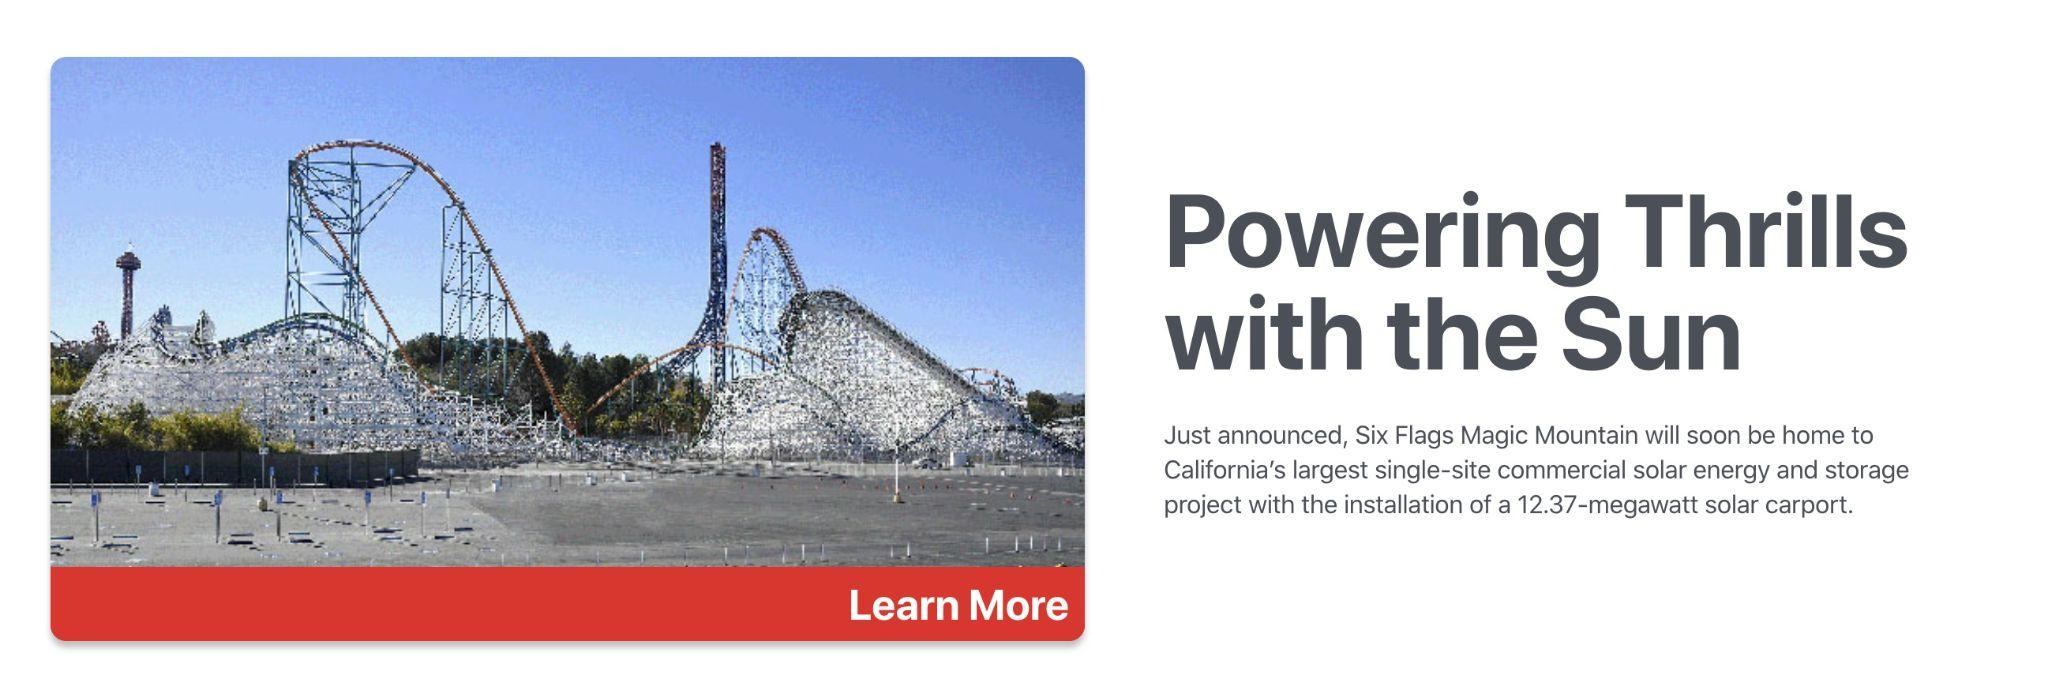 Powering Thrills
with the Sun
Just announced, Six Flags Magic Mountain will soon be home to
California’s largest single-site commercial solar energy and storage
project with the installation of a 12.37-megawatt solar carport.
Learn More